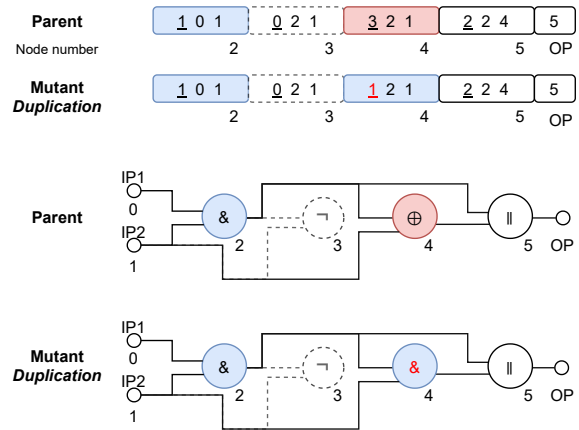 Parent 1 0 1 0 2 1 3 2 1 2 2 4 5
Node number 2 3 4 5 OP
Mutant 1 0 1 0 2 1 1 2 1 2 2 4 5
Duplication 2 3 4 5 OP
IP1
0
Parent & ¬ ⊕ ||
IP2 2 3 4 5 OP
1
IP1
0
Mutant & ¬ & ||
Duplication
IP2 2 3 4 5 OP
1